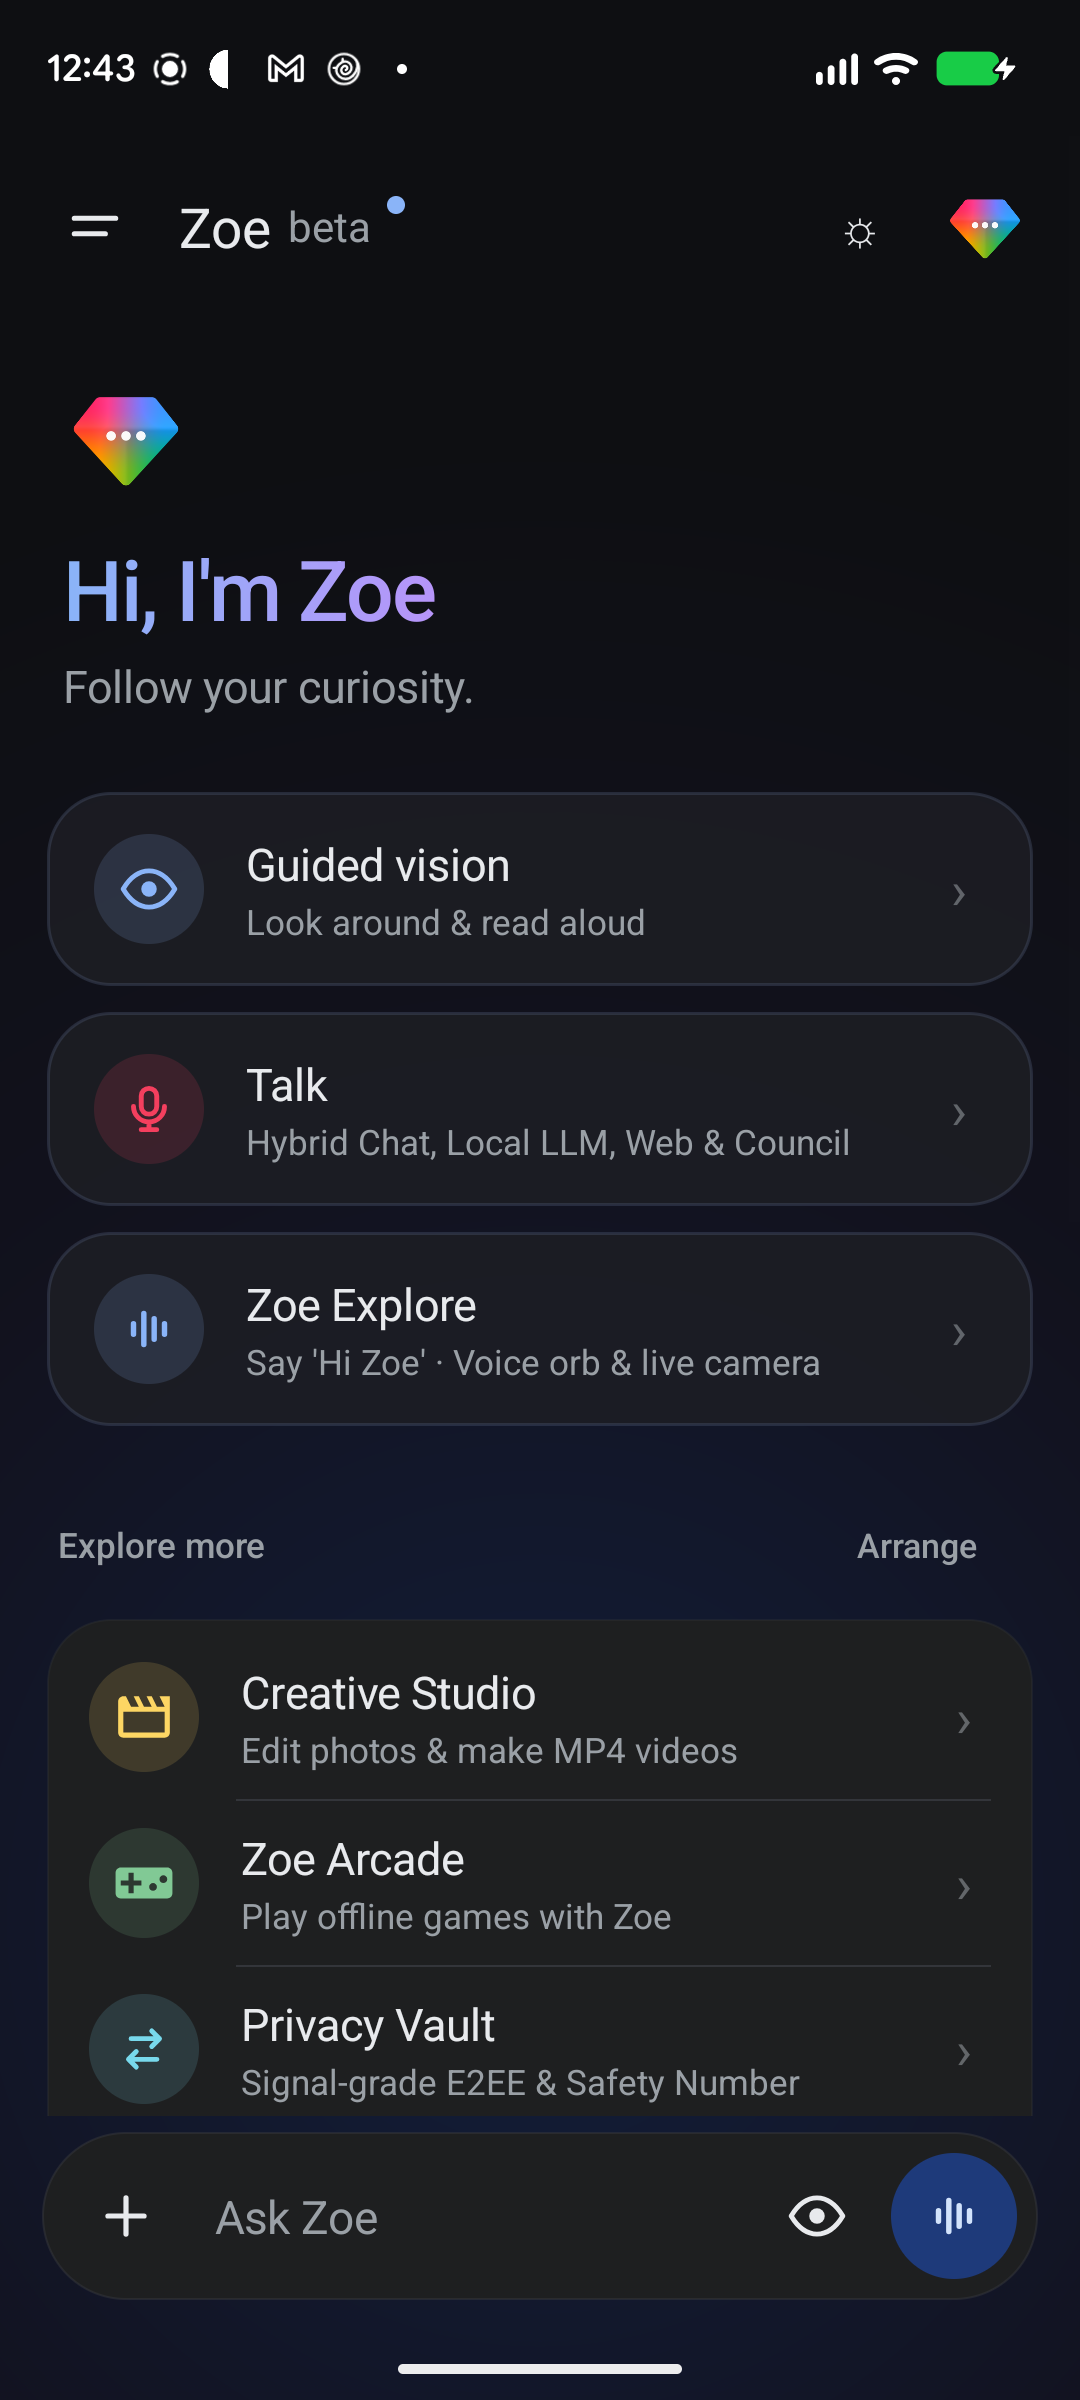 12:43
Zoe beta
Hi, I'm Zoe
Follow your curiosity.
Guided vision
Look around & read aloud
Talk
Hybrid Chat, Local LLM, Web & Council
Zoe Explore
Say 'Hi Zoe' · Voice orb & live camera
Explore more
Arrange
Creative Studio
Edit photos & make MP4 videos
Zoe Arcade
Play offline games with Zoe
Privacy Vault
Signal-grade E2EE & Safety Number
Ask Zoe